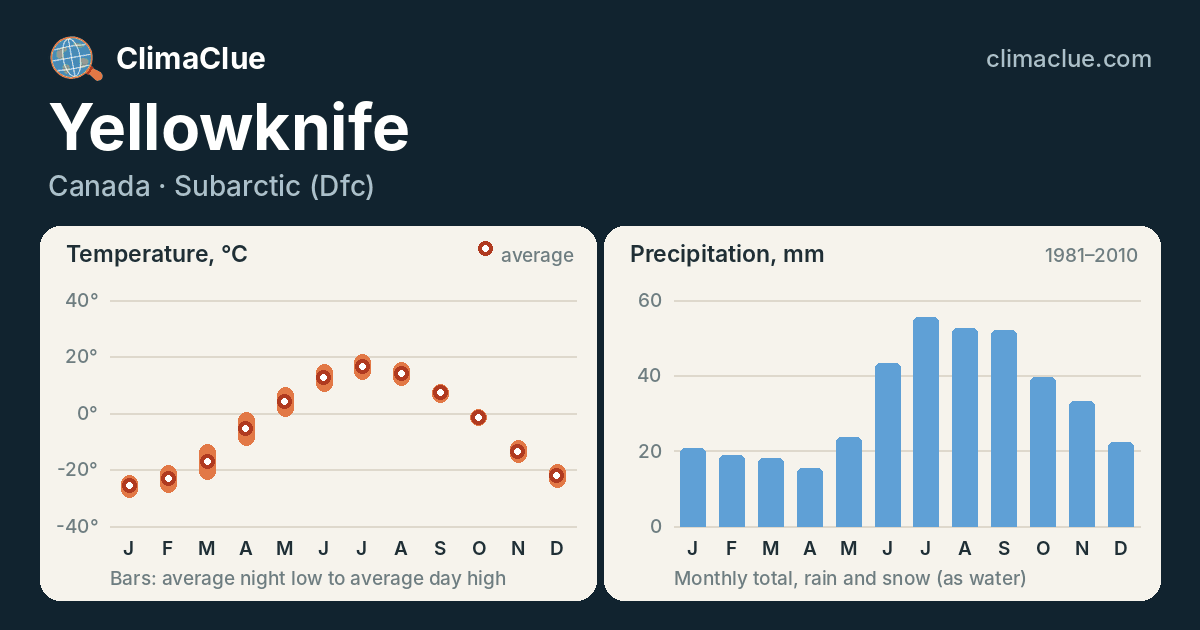 ClimaClue
climaclue.com
Yellowknife
Canada · Subarctic (Dfc)
Temperature, °C
average
40°
20°
0°
-20°
-40°
J F M A M J J A S O N D
Bars: average night low to average day high
Precipitation, mm
1981–2010
60
40
20
0
J F M A M J J A S O N D
Monthly total, rain and snow (as water)